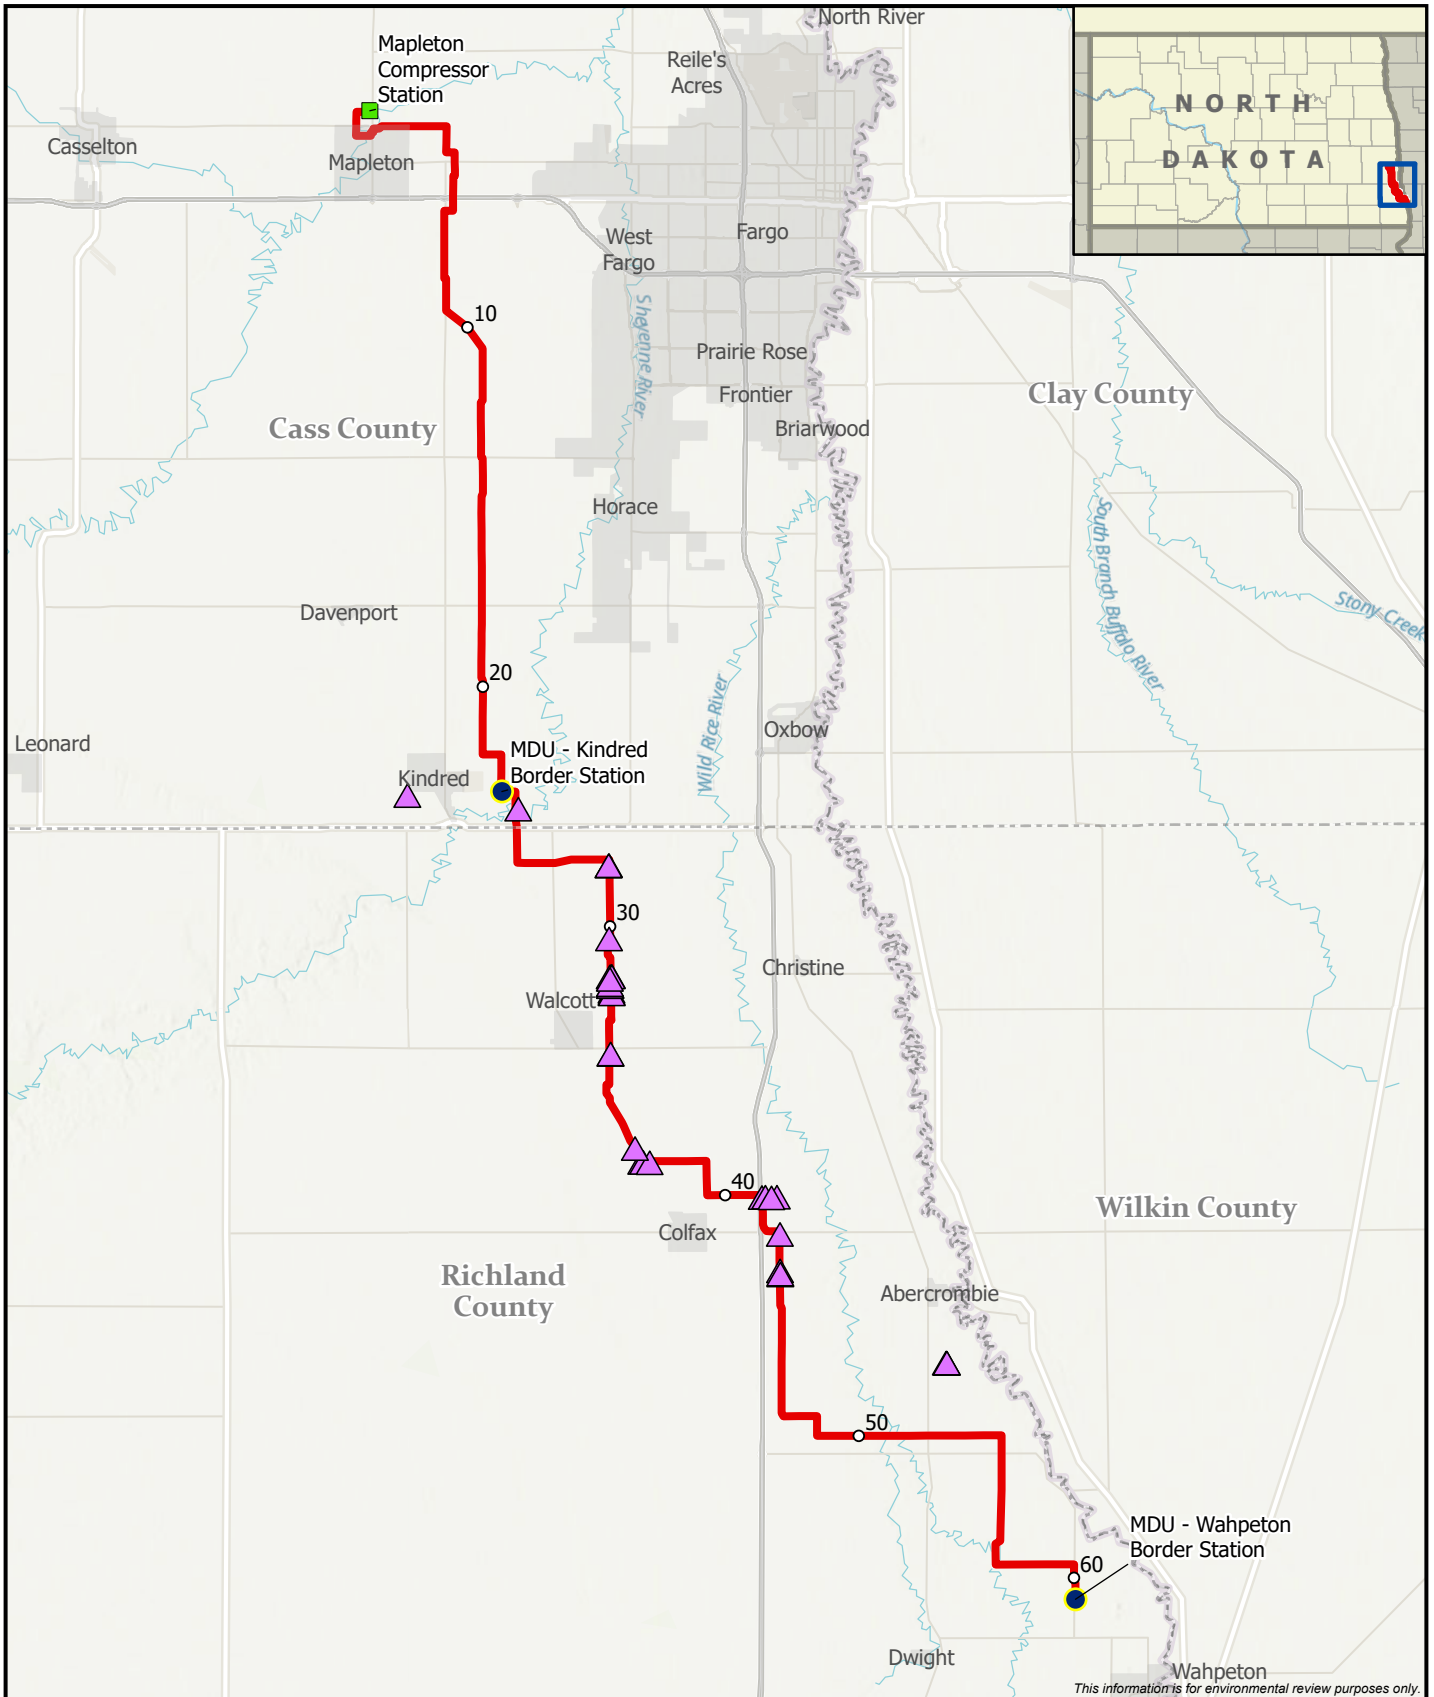 North River
Mapleton
Compressor
Station
Reile's
Acres
NORTH
DAKOTA
Casselton
Mapleton
West
Fargo
Fargo
Sheyenne River
10
Prairie Rose
Frontier
Clay County
Cass County
Briarwood
Horace
South Branch Buffalo River
Stony Creek
Davenport
20
Wild Rice River
Oxbow
Leonard
MDU - Kindred
Border Station
Kindred
30
Christine
Walcott
40
Wilkin County
Colfax
Richland
County
Abercrombie
50
MDU - Wahpeton
Border Station
60
Dwight
Wahpeton
This information is for environmental review purposes only.